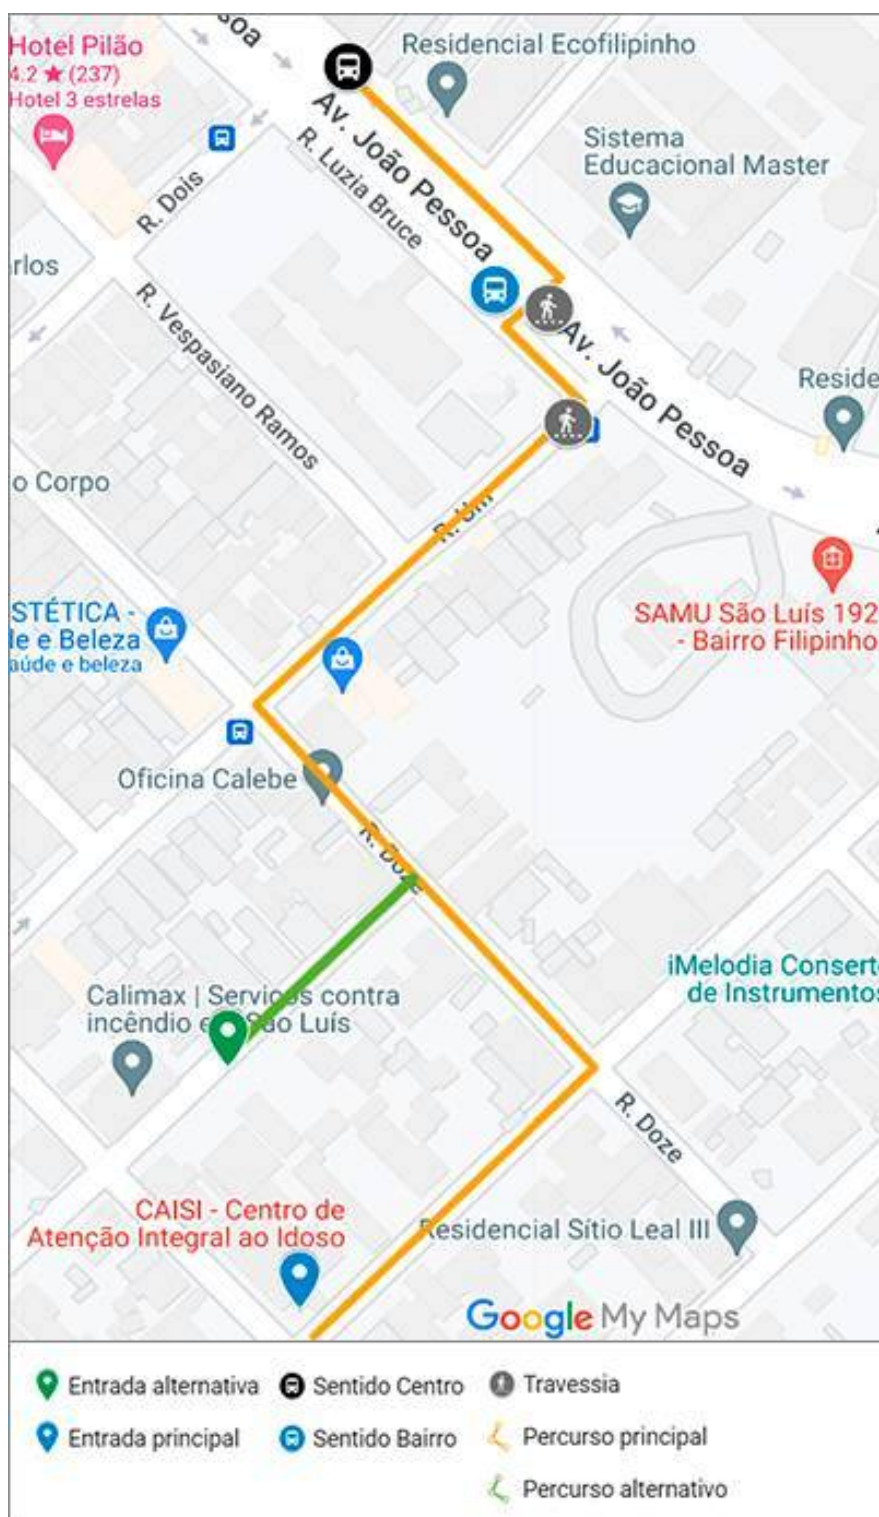 soa
Hotel Pilão
4.2 ★ (237)
Hotel 3 estrelas
Residencial Ecofilipinho
Av. João Pessoa
R. Luzia Bruce
Sistema
Educacional Master
R. Dois
rlos
R. Vespasiano Ramos
Av. João Pessoa
Reside
o Corpo
R. Um
STÉTICA -
le e Beleza
aúde e beleza
SAMU São Luís 192
- Bairro Filipinho
Oficina Calebe
R. Doze
iMelodia Conserto
de Instrumentos
Calimax | Serviços contra
incêndio em São Luís
R. Doze
CAISI - Centro de
Atenção Integral ao Idoso
Residencial Sítio Leal III
Google My Maps
Entrada alternativa
Sentido Centro
Travessia
Entrada principal
Sentido Bairro
Percurso principal
Percurso alternativo